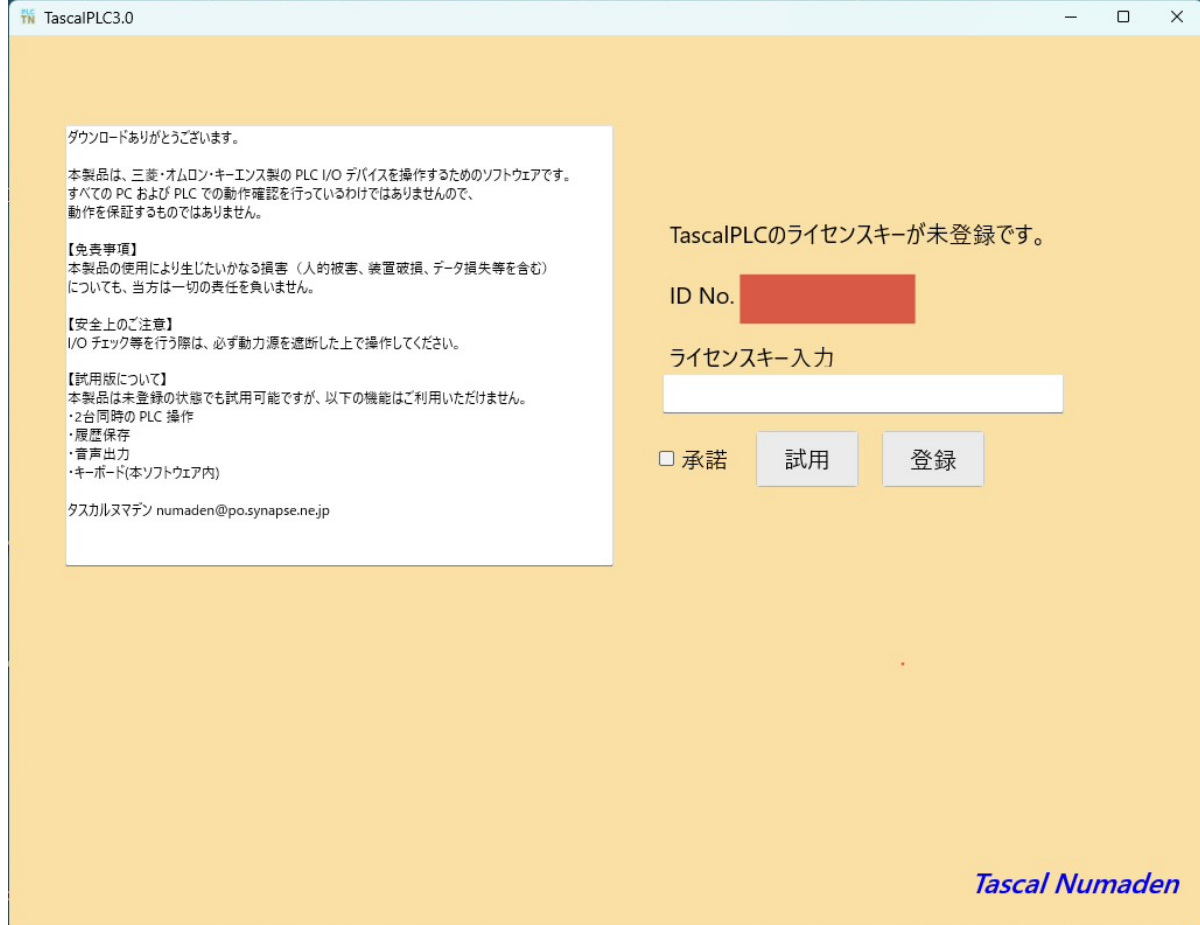 PLC
TN
TascalPLC3.0
ダウンロードありがとうございます。
本製品は、三菱・オムロン・キーエンス製の PLC I/O デバイスを操作するためのソフトウェアです。
すべての PC および PLC での動作確認を行っているわけではありませんので、
動作を保証するものではありません。
【免責事項】
本製品の使用により生じたいかなる損害（人的被害、装置破損、データ損失等を含む）
についても、当方は一切の責任を負いません。
【安全上のご注意】
I/O チェック等を行う際は、必ず動力源を遮断した上で操作してください。
【試用版について】
本製品は未登録の状態でも試用可能ですが、以下の機能はご利用いただけません。
・2台同時の PLC 操作
・履歴保存
・音声出力
・キーボード(本ソフトウェア内)
タスカルヌマデン numaden@po.synapse.ne.jp
TascalPLCのライセンスキーが未登録です。
ID No.
ライセンスキー入力
承諾
試用
登録
Tascal Numaden